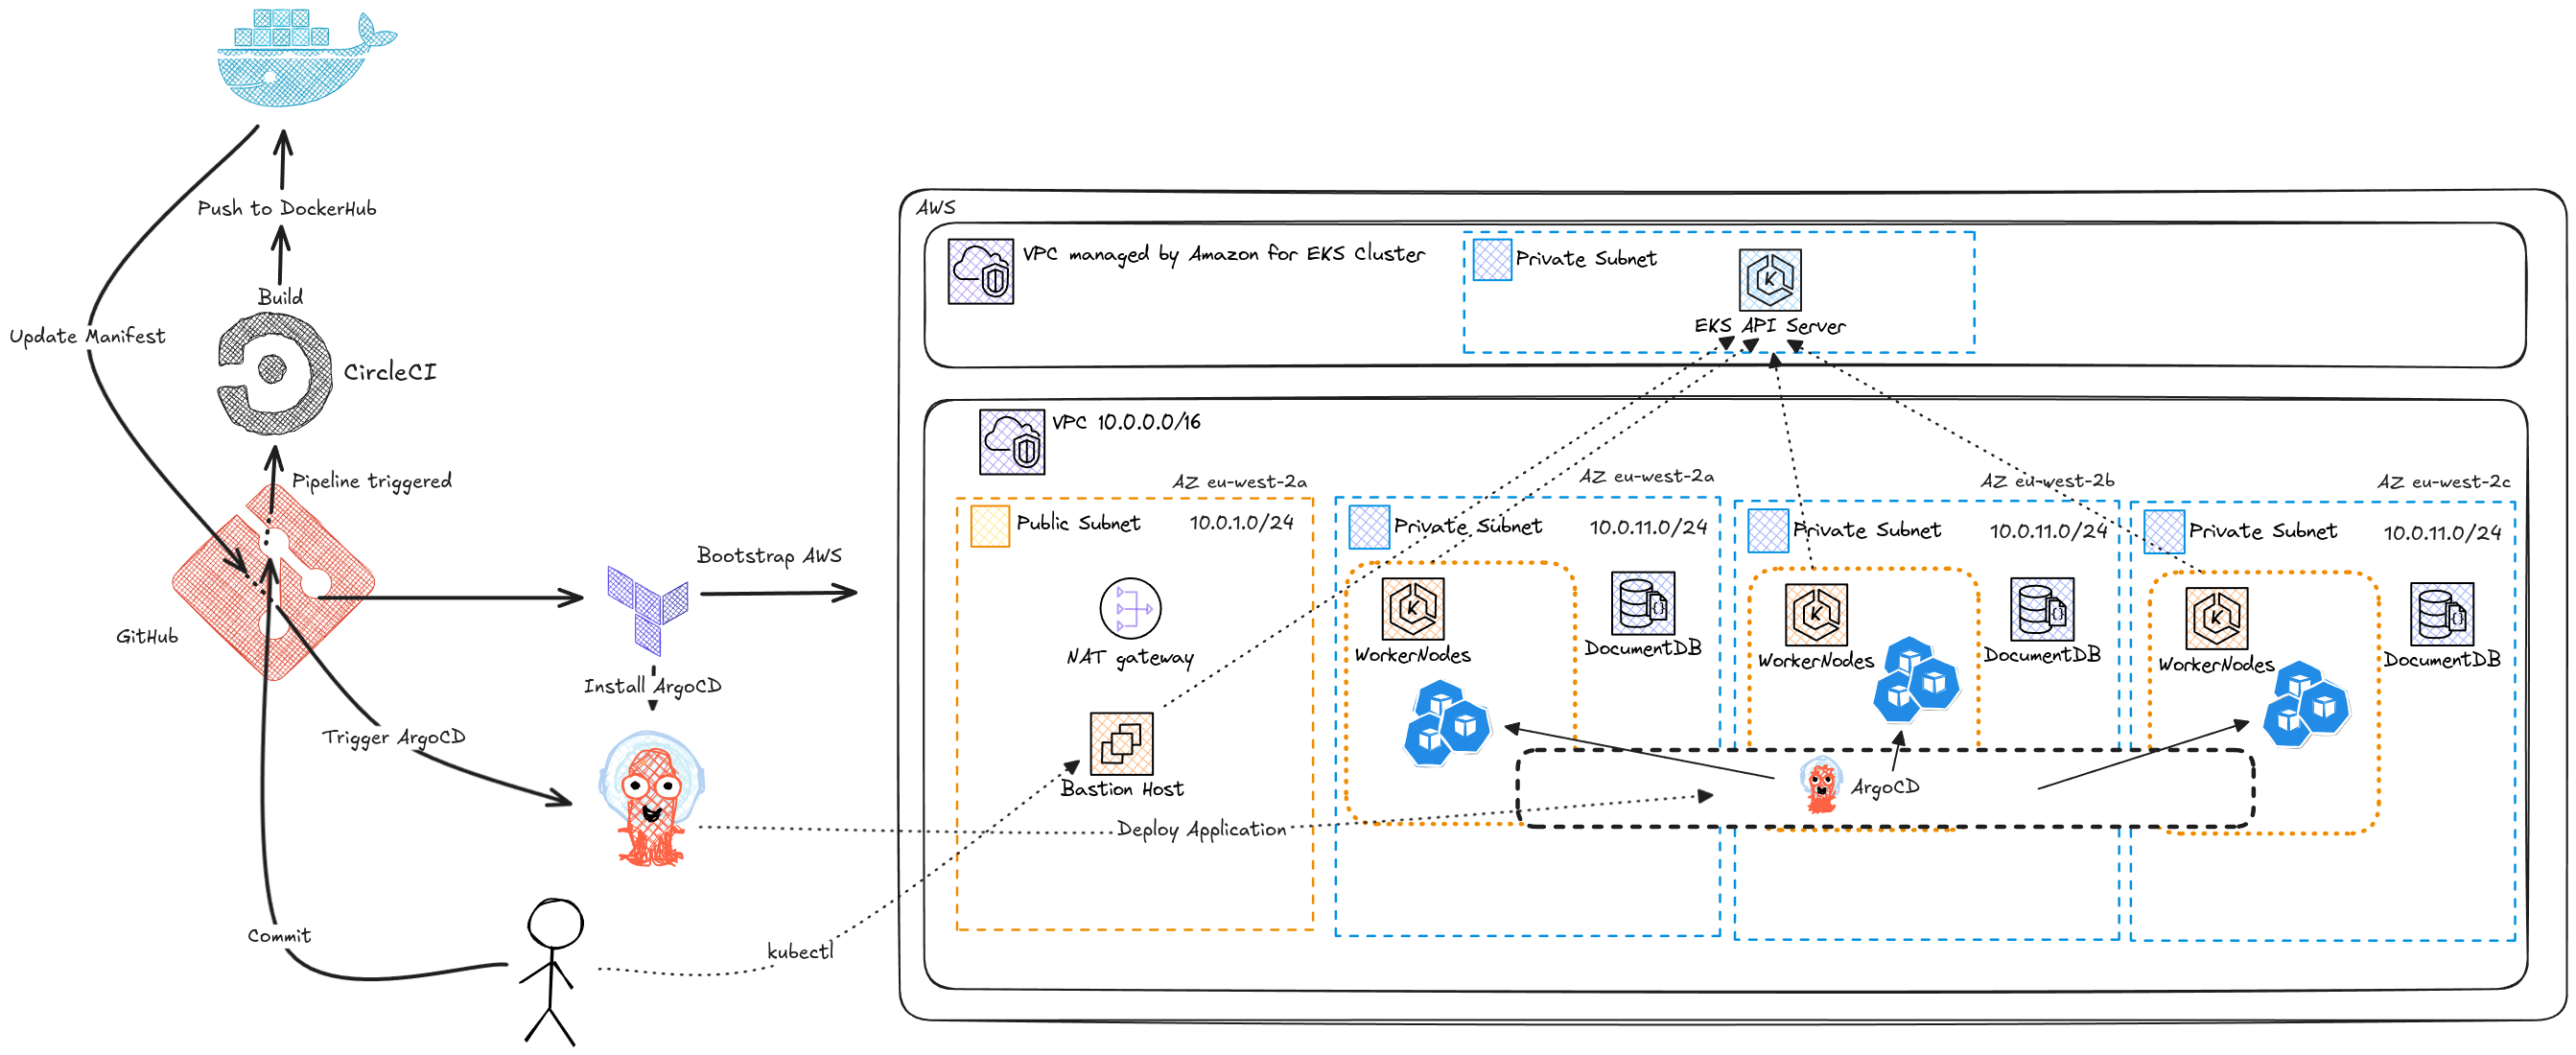 Push to DockerHub
Build
Update Manifest
CircleCI
Pipeline triggered
GitHub
Bootstrap AWS
Install ArgoCD
Trigger ArgoCD
Commit
kubectl
Deploy Application
AWS
VPC managed by Amazon for EKS Cluster
Private Subnet
EKS API Server
VPC 10.0.0.0/16
AZ eu-west-2a
Public Subnet
10.0.1.0/24
NAT gateway
Bastion Host
AZ eu-west-2a
Private Subnet
10.0.11.0/24
WorkerNodes
DocumentDB
AZ eu-west-2b
Private Subnet
10.0.11.0/24
WorkerNodes
DocumentDB
AZ eu-west-2c
Private Subnet
10.0.11.0/24
WorkerNodes
DocumentDB
ArgoCD